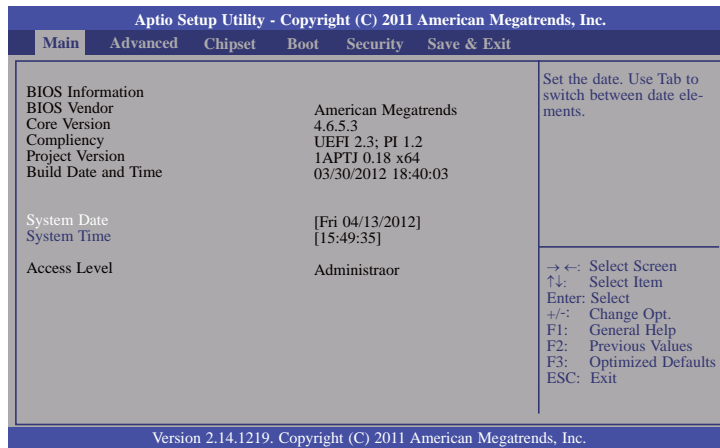 Aptio Setup Utility - Copyright (C) 2011 American Megatrends, Inc.
Main Advanced Chipset Boot Security Save & Exit
BIOS Information
BIOS Vendor American Megatrends
Core Version 4.6.5.3
Compliency UEFI 2.3; PI 1.2
Project Version 1APTJ 0.18 x64
Build Date and Time 03/30/2012 18:40:03
System Date [Fri 04/13/2012]
System Time [15:49:35]
Access Level Administraor
Set the date. Use Tab to
switch between date ele-
ments.
→ ←: Select Screen
↑↓: Select Item
Enter: Select
+/-: Change Opt.
F1: General Help
F2: Previous Values
F3: Optimized Defaults
ESC: Exit
Version 2.14.1219. Copyright (C) 2011 American Megatrends, Inc.